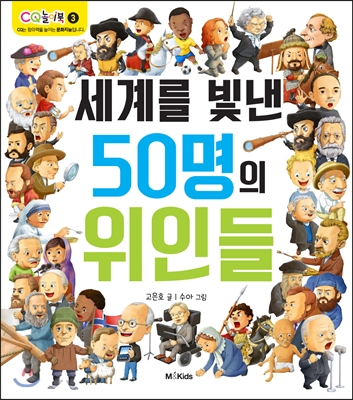 CQ놀이북 3
CQ는 창의력을 높이는 문화지능입니다.
세계를 빛낸
50명의
위인들
고은호 글 | 수아 그림
M&Kids